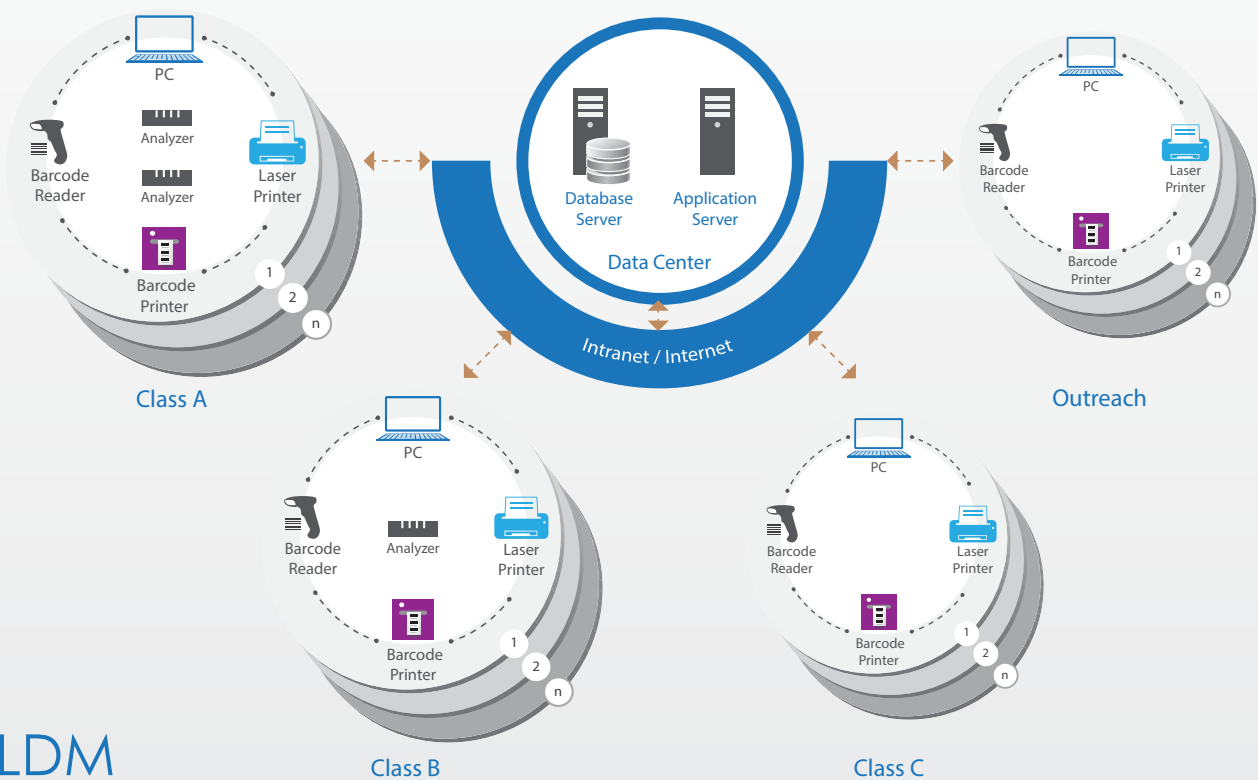 PC
Analyzer
Barcode
Reader
Analyzer
Laser
Printer
Barcode
Printer
1
2
n
Class A
Database
Server
Application
Server
Data Center
Intranet / Internet
PC
Barcode
Reader
Laser
Printer
Barcode
Printer
1
2
n
Outreach
PC
Barcode
Reader
Analyzer
Laser
Printer
Barcode
Printer
1
2
n
Class B
PC
Barcode
Reader
Laser
Printer
Barcode
Printer
1
2
n
Class C
LDM